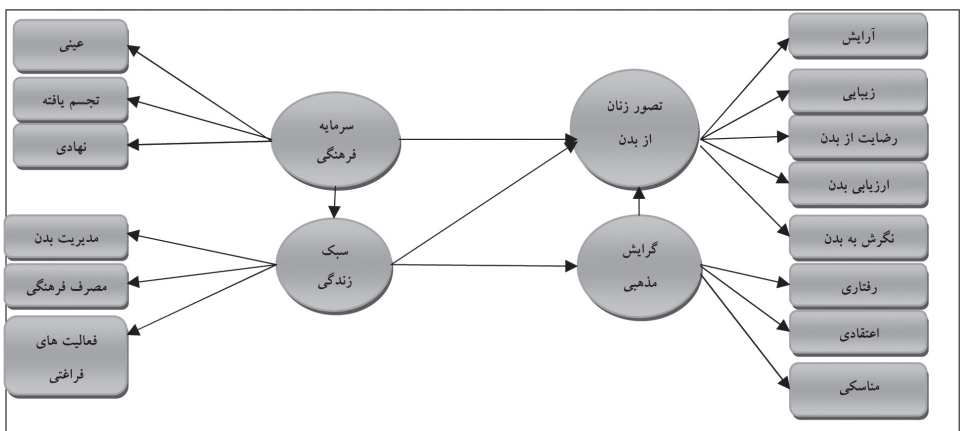 آرایش
زیبایی
رضایت از بدن
ارزیابی بدن
نگرش به بدن
رفتاری
اعتقادی
مناسکی
تصور زنان
از بدن
گرایش
مذهبی
سرمایه
فرهنگی
سبک
زندگی
عینی
تجسم یافته
نهادی
مدیریت بدن
مصرف فرهنگی
فعالیت های
فراغتی